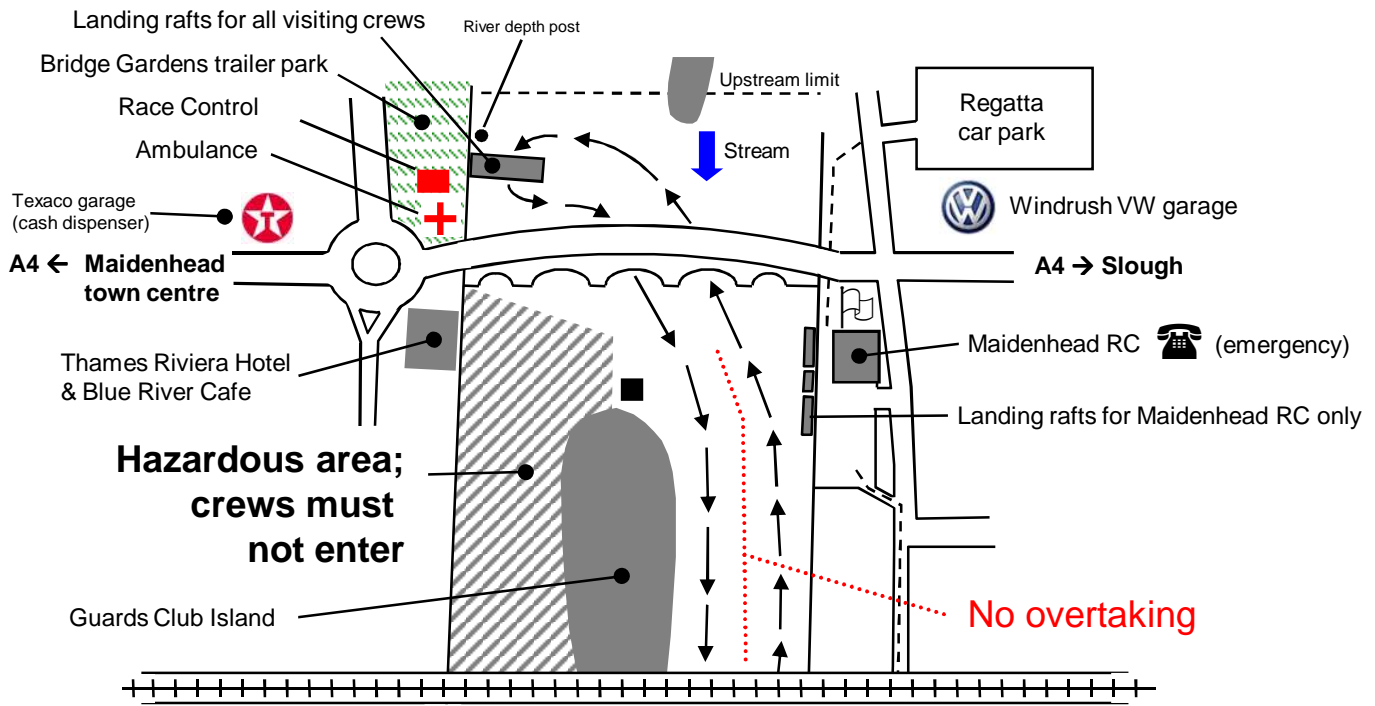 Landing rafts for all visiting crews
River depth post
Bridge Gardens trailer park
Upstream limit
Race Control
Regatta
car park
Ambulance
Stream
Texaco garage
(cash dispenser)
T
Windrush VW garage
A4 ← Maidenhead
town centre
A4 → Slough
Maidenhead RC ☎ (emergency)
Thames Riviera Hotel
& Blue River Cafe
Landing rafts for Maidenhead RC only
Hazardous area;
crews must
not enter
Guards Club Island
No overtaking